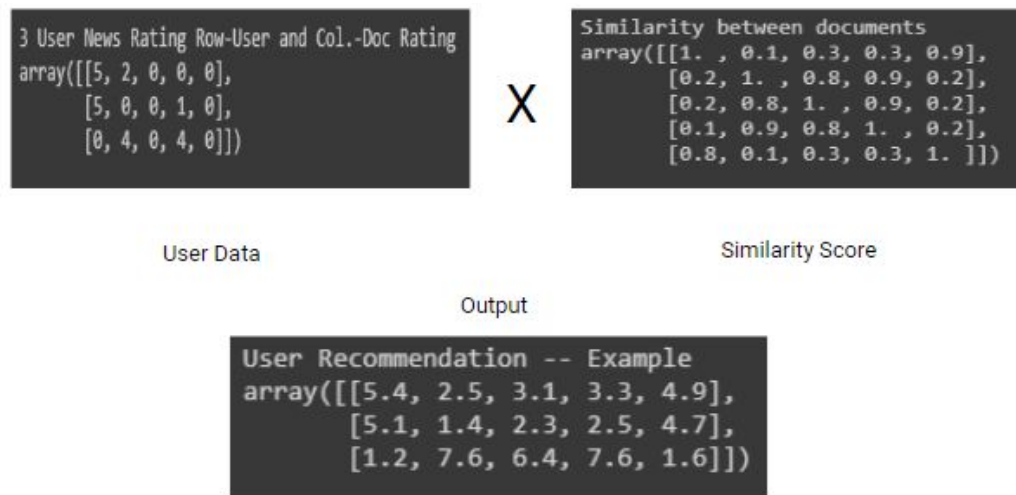 3 User News Rating Row-User and Col.-Doc Rating
array([[5, 2, 0, 0, 0],
[5, 0, 0, 1, 0],
[0, 4, 0, 4, 0]])
X
Similarity between documents
array([[1. , 0.1, 0.3, 0.3, 0.9],
[0.2, 1. , 0.8, 0.9, 0.2],
[0.2, 0.8, 1. , 0.9, 0.2],
[0.1, 0.9, 0.8, 1. , 0.2],
[0.8, 0.1, 0.3, 0.3, 1. ]])
User Data
Similarity Score
Output
User Recommendation -- Example
array([[5.4, 2.5, 3.1, 3.3, 4.9],
[5.1, 1.4, 2.3, 2.5, 4.7],
[1.2, 7.6, 6.4, 7.6, 1.6]])